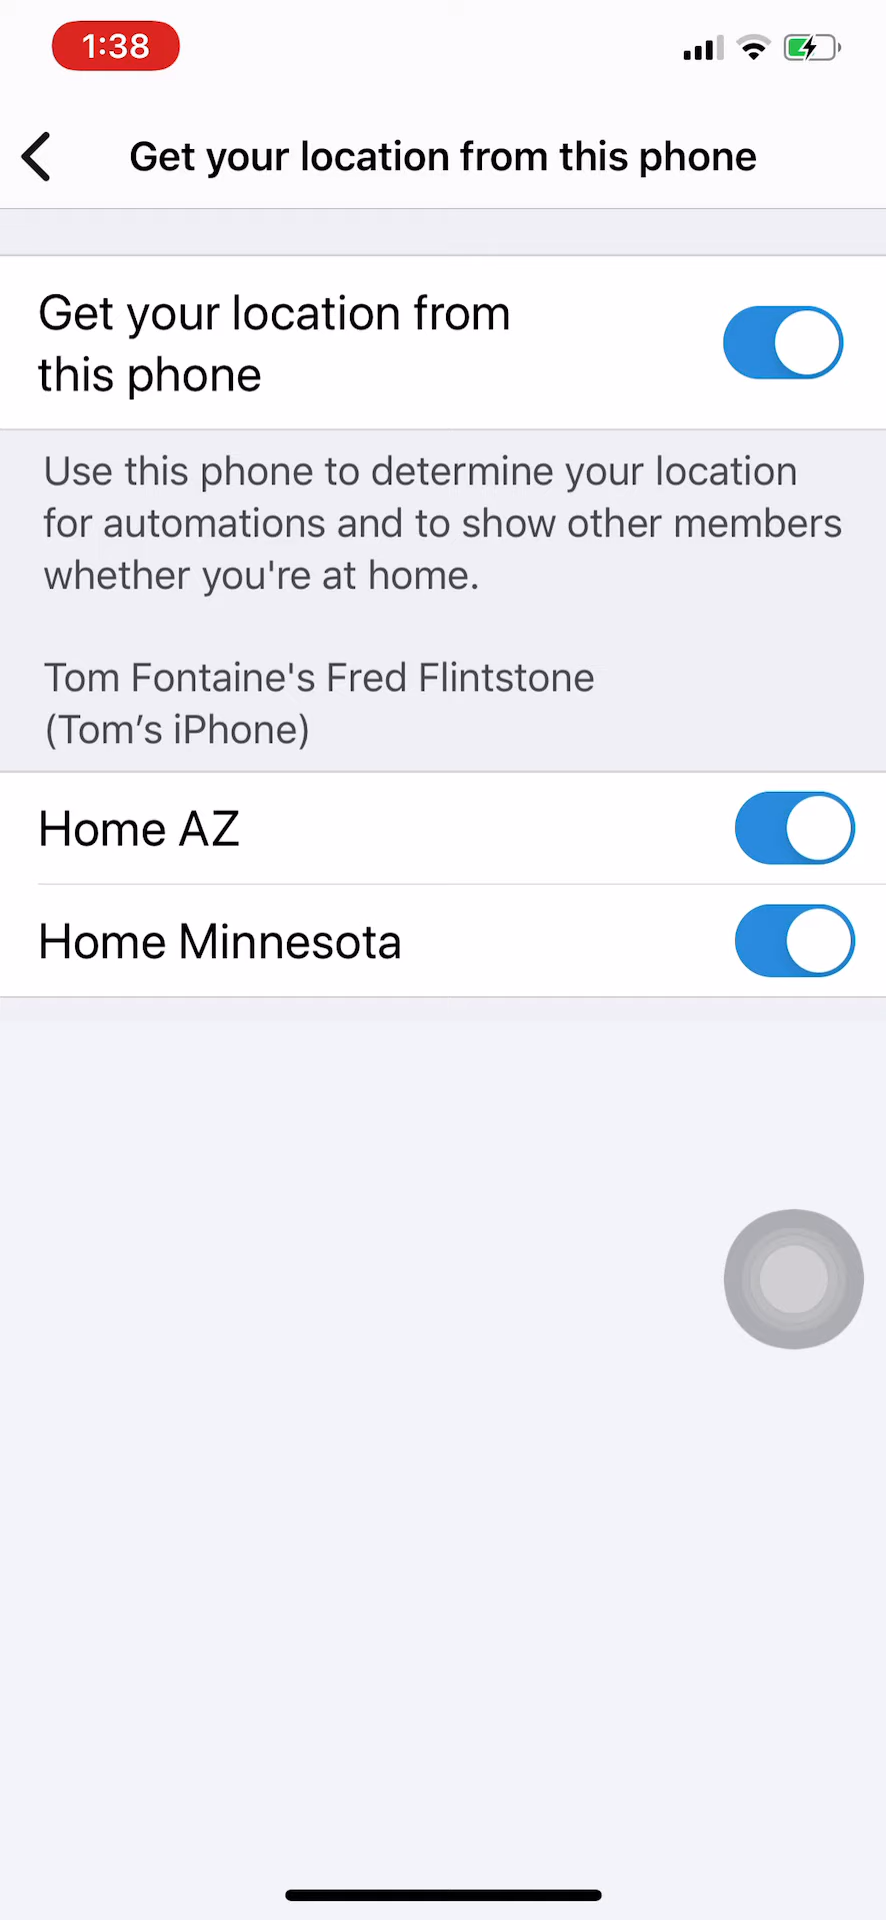 1:38
Get your location from this phone
Get your location from
this phone
Use this phone to determine your location
for automations and to show other members
whether you're at home.
Tom Fontaine's Fred Flintstone
(Tom’s iPhone)
Home AZ
Home Minnesota